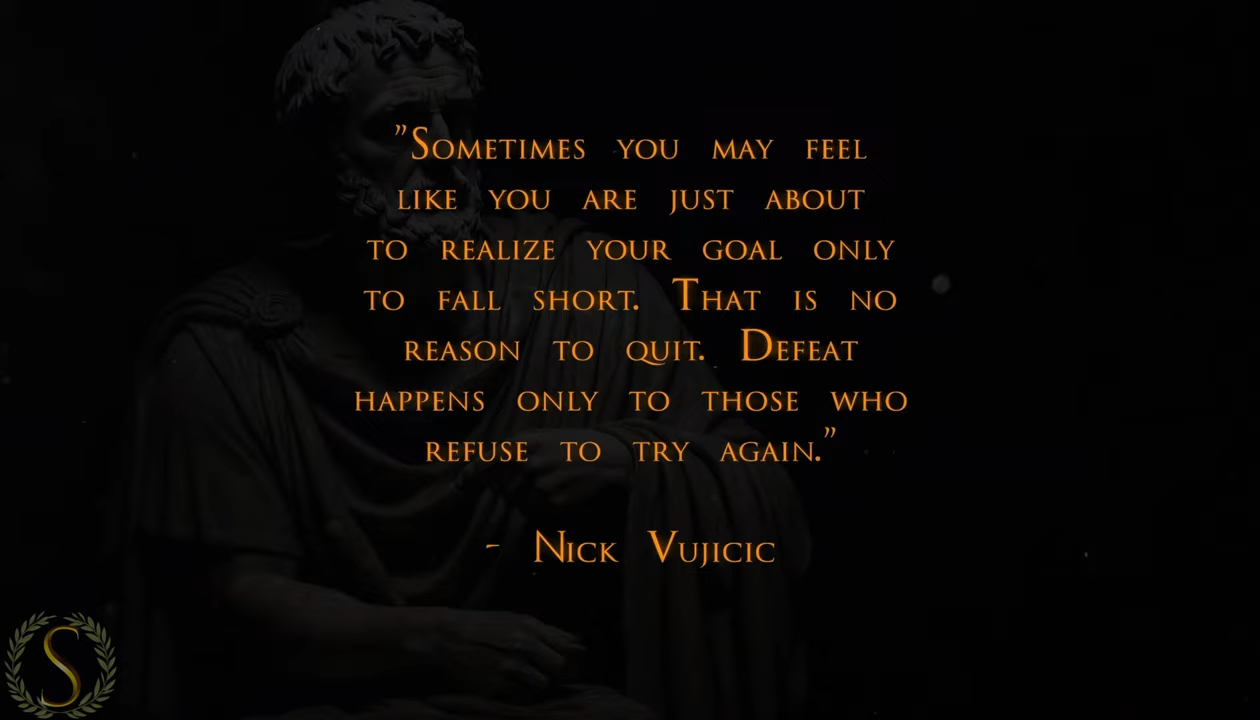 "Sometimes you may feel
like you are just about
to realize your goal only
to fall short. That is no
reason to quit. Defeat
happens only to those who
refuse to try again."
- Nick Vujicic
S